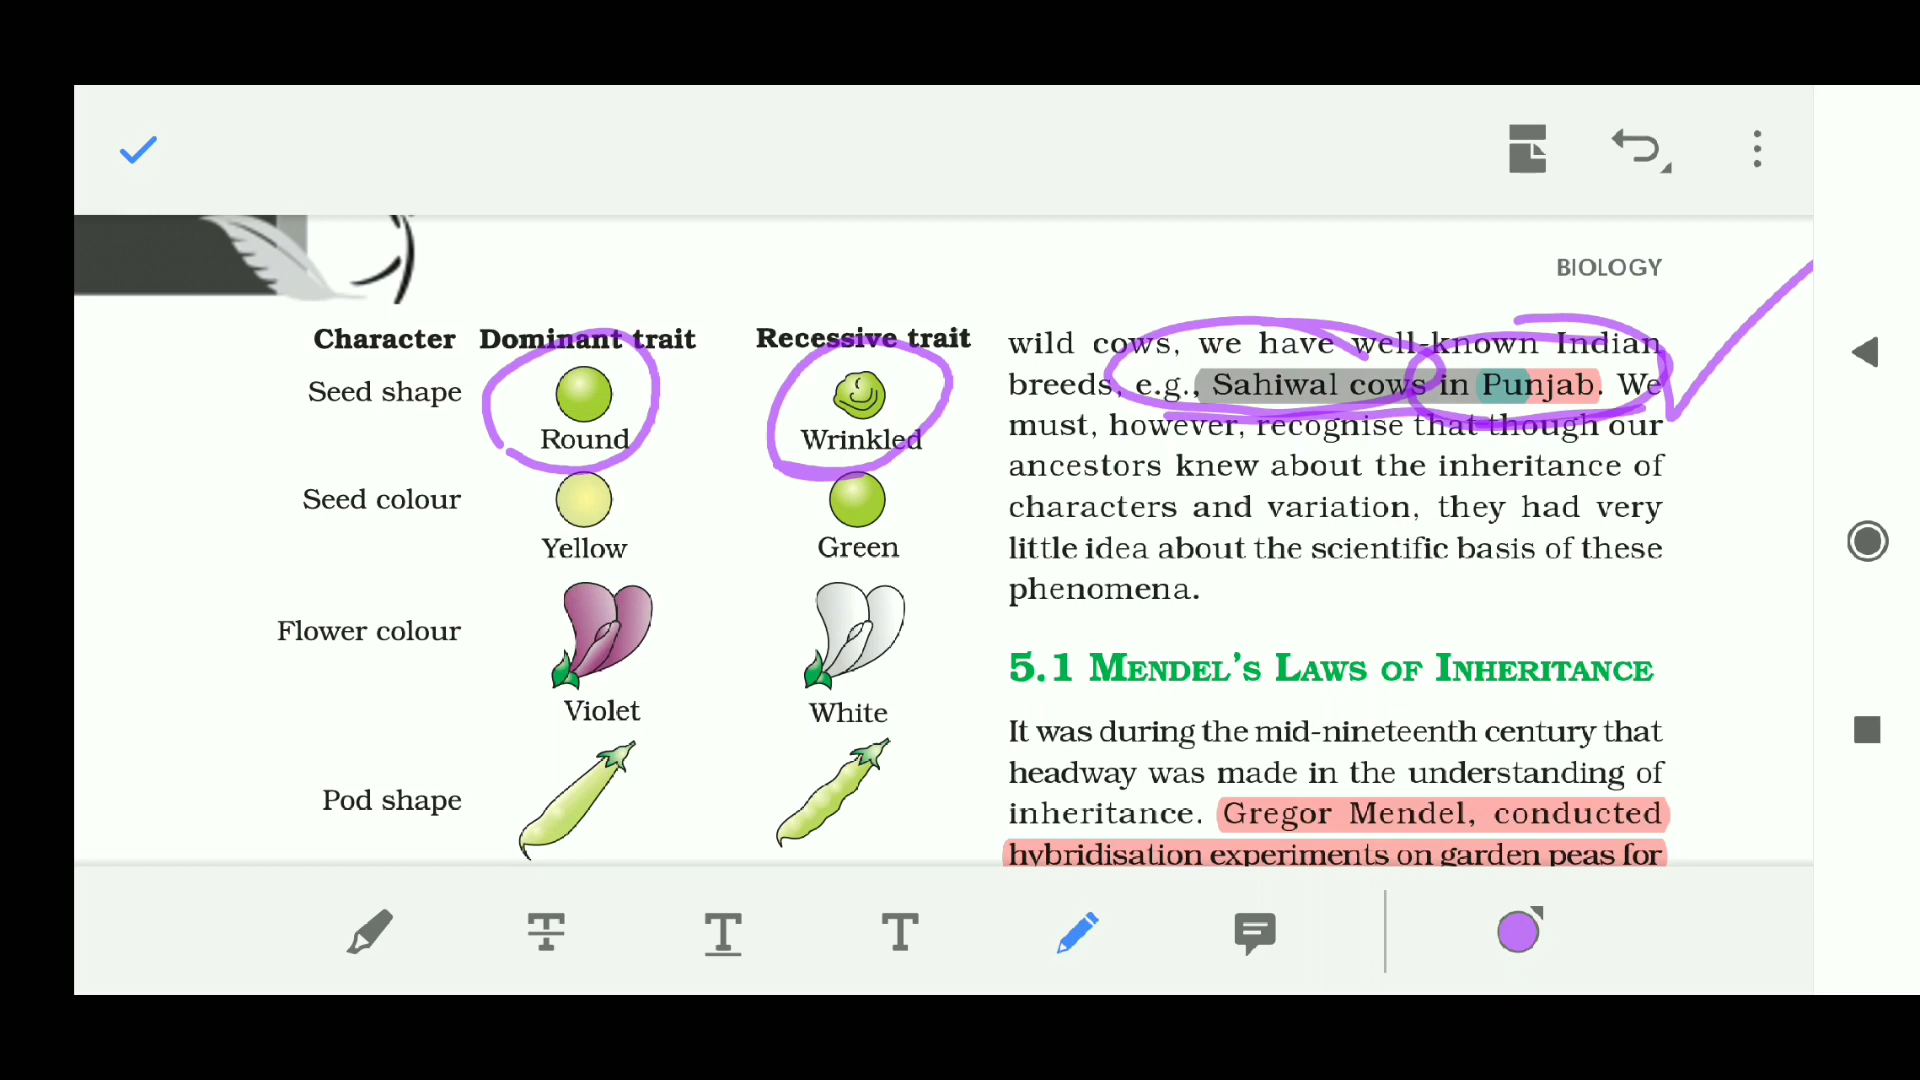 BIOLOGY
Character Dominant trait Recessive trait
Seed shape
Round Wrinkled
Seed colour
Yellow Green
Flower colour
Violet White
Pod shape
wild cows, we have well-known Indian
breeds, e.g., Sahiwal cows in Punjab. We
must, however, recognise that though our
ancestors knew about the inheritance of
characters and variation, they had very
little idea about the scientific basis of these
phenomena.
5.1 MENDEL'S LAWS OF INHERITANCE
It was during the mid-nineteenth century that
headway was made in the understanding of
inheritance. Gregor Mendel, conducted
hybridisation experiments on garden peas for